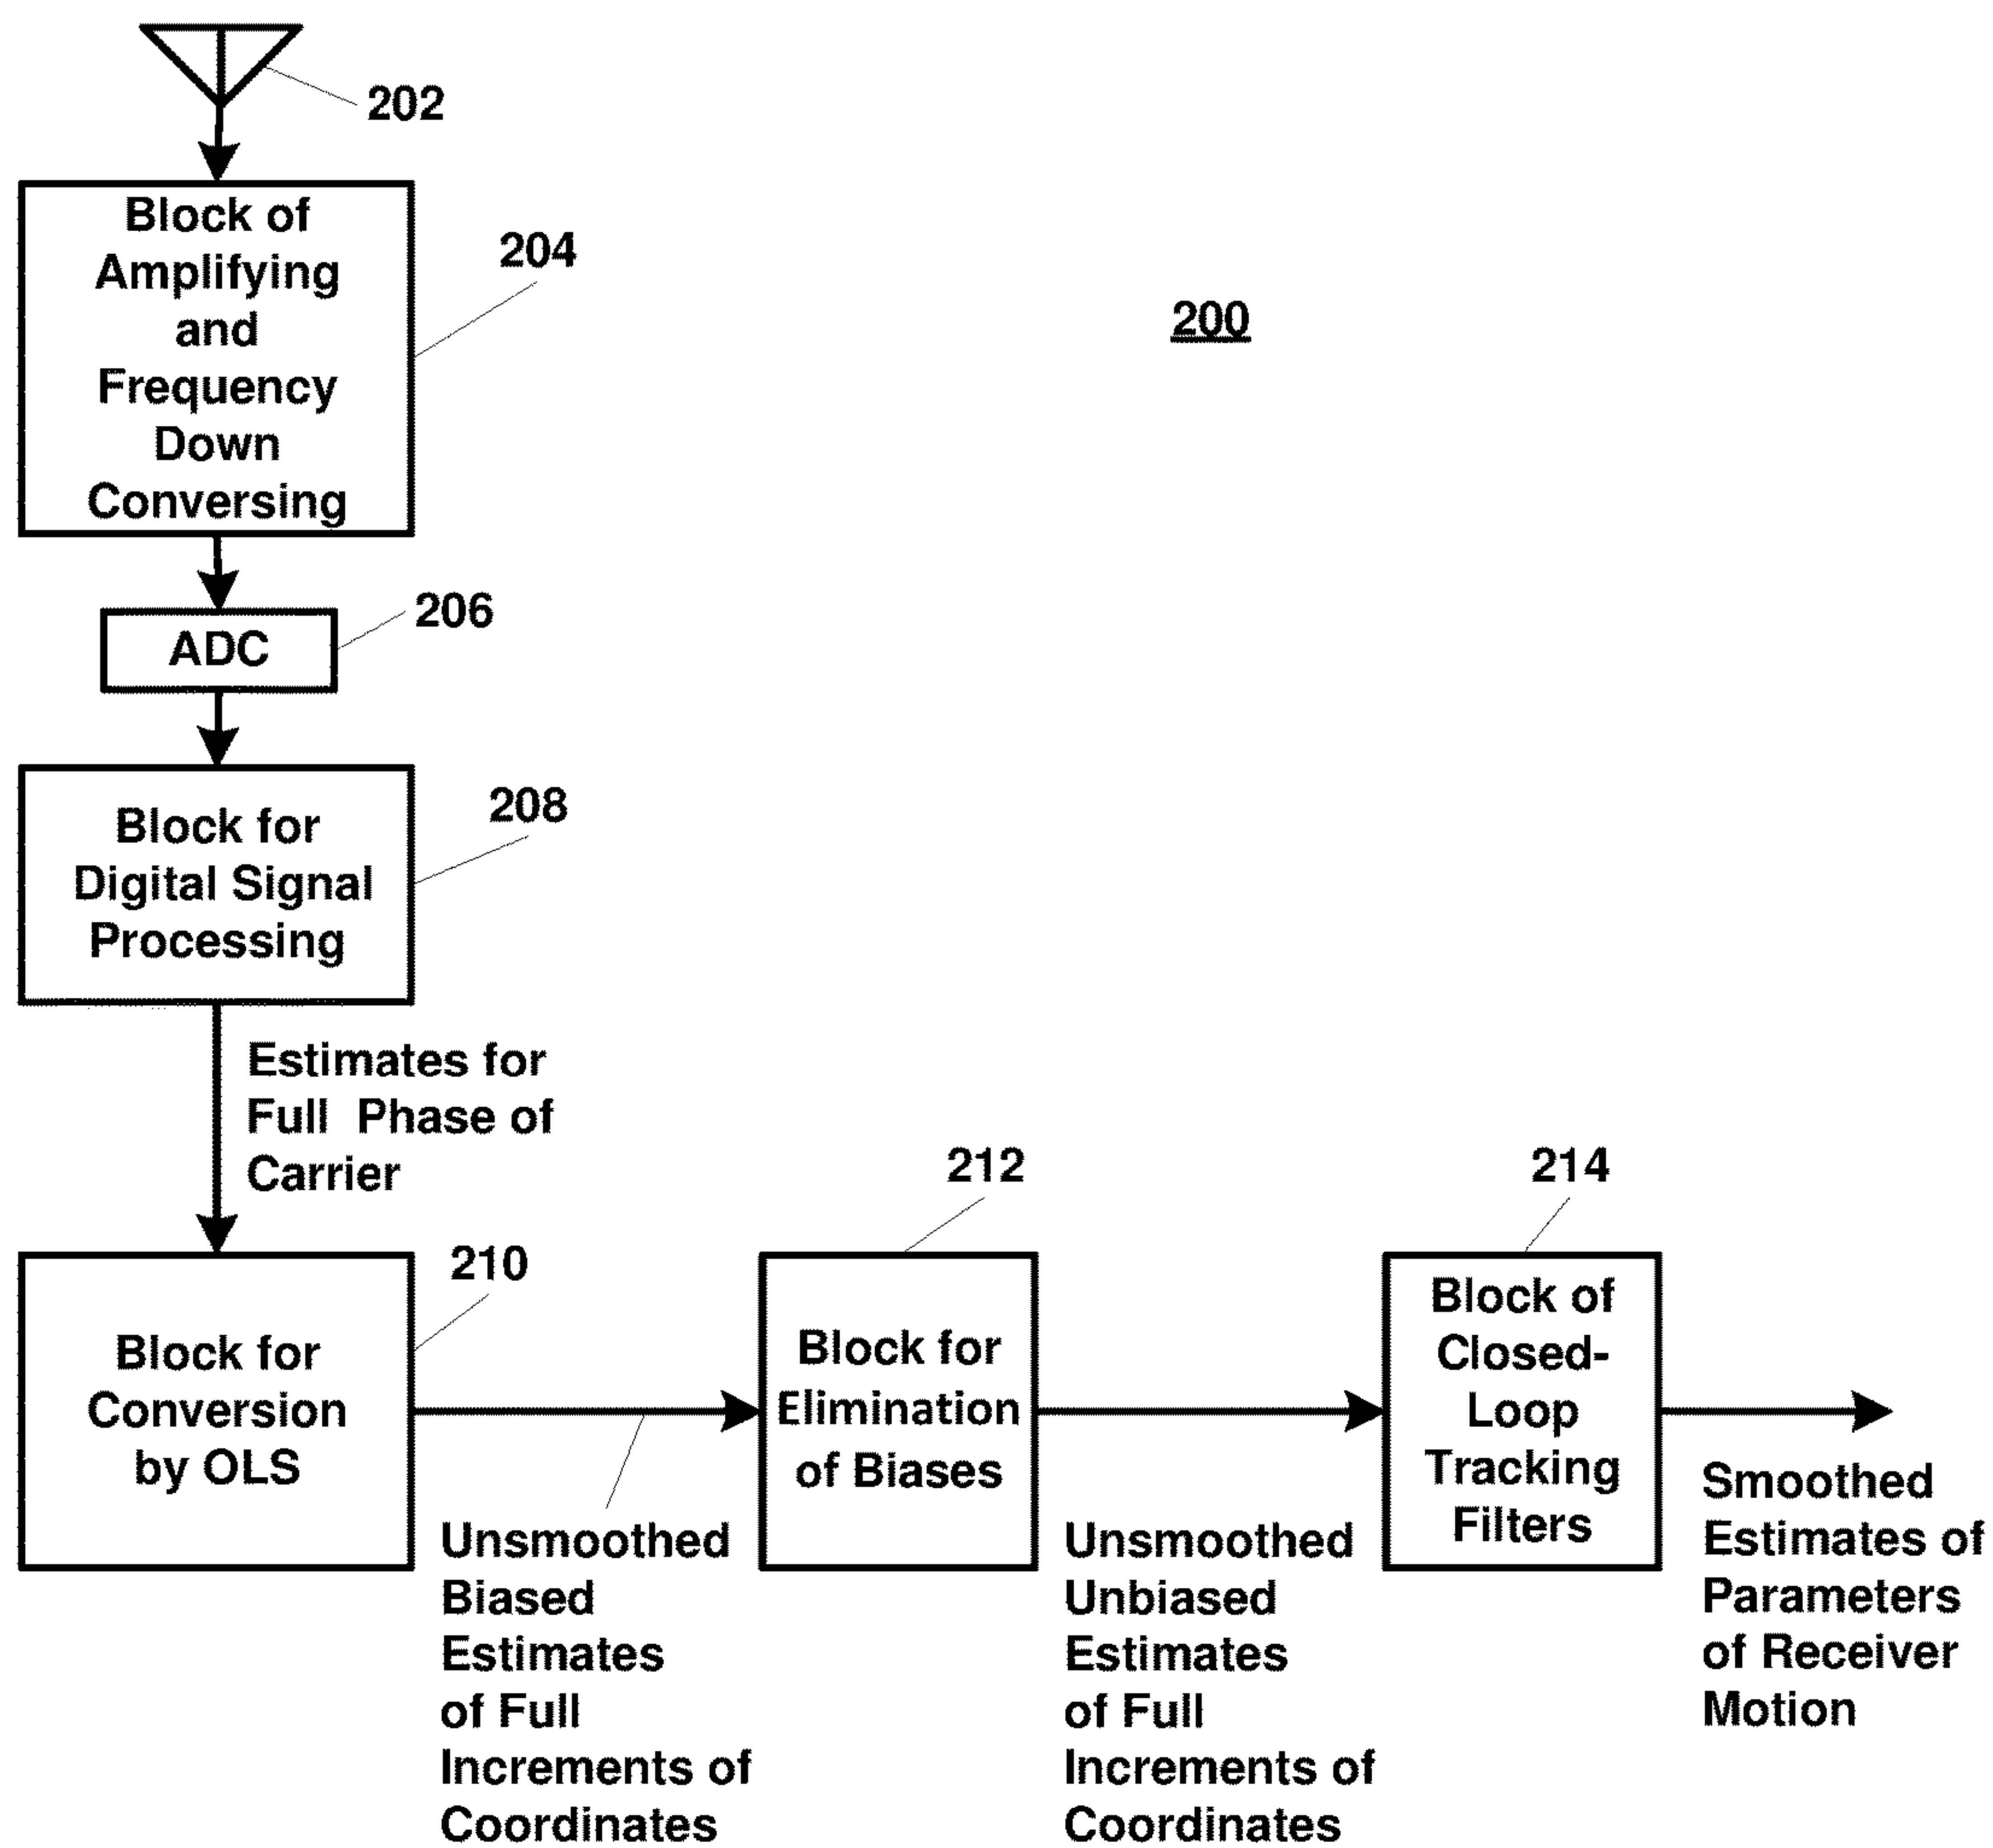 202
Block of
Amplifying
and
Frequency
Down
Conversing
204
200
ADC
206
Block for
Digital Signal
Processing
208
Estimates for
Full Phase of
Carrier
Block for
Conversion
by OLS
210
Unsmoothed
Biased
Estimates
of Full
Increments of
Coordinates
212
Block for
Elimination
of Biases
Unsmoothed
Unbiased
Estimates
of Full
Increments of
Coordinates
214
Block of
Closed-
Loop
Tracking
Filters
Smoothed
Estimates of
Parameters
of Receiver
Motion